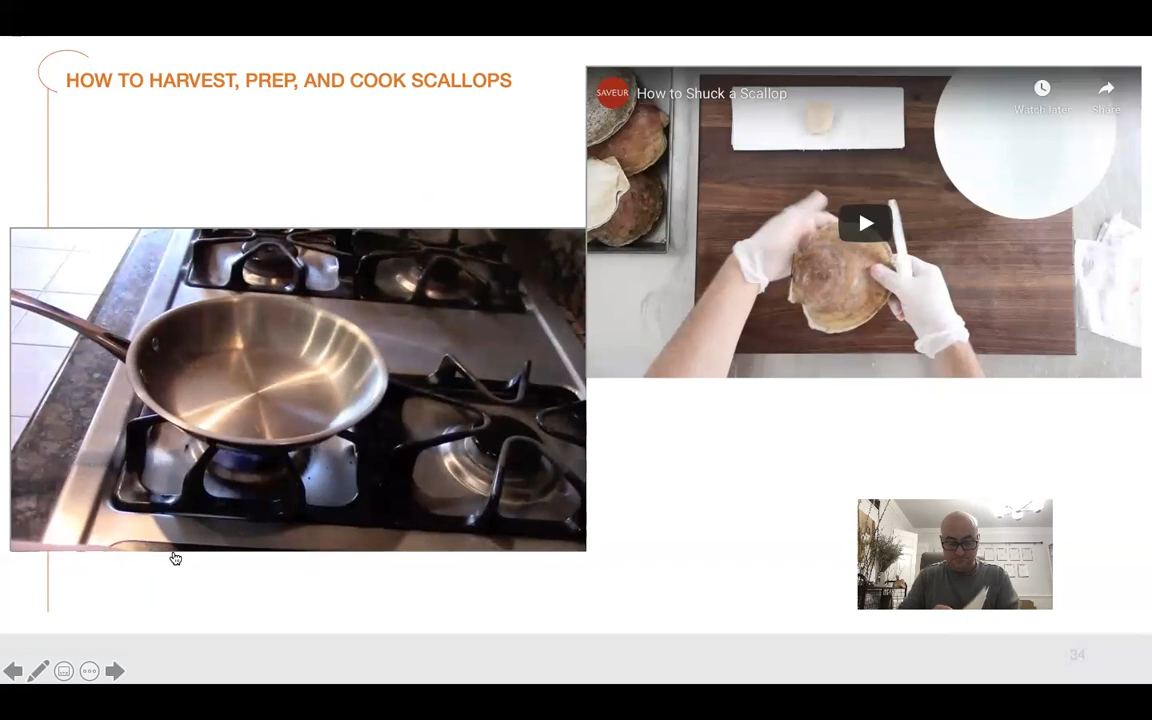 HOW TO HARVEST, PREP, AND COOK SCALLOPS
SAVEUR
How to Shuck a Scallop
Watch later
Share
34